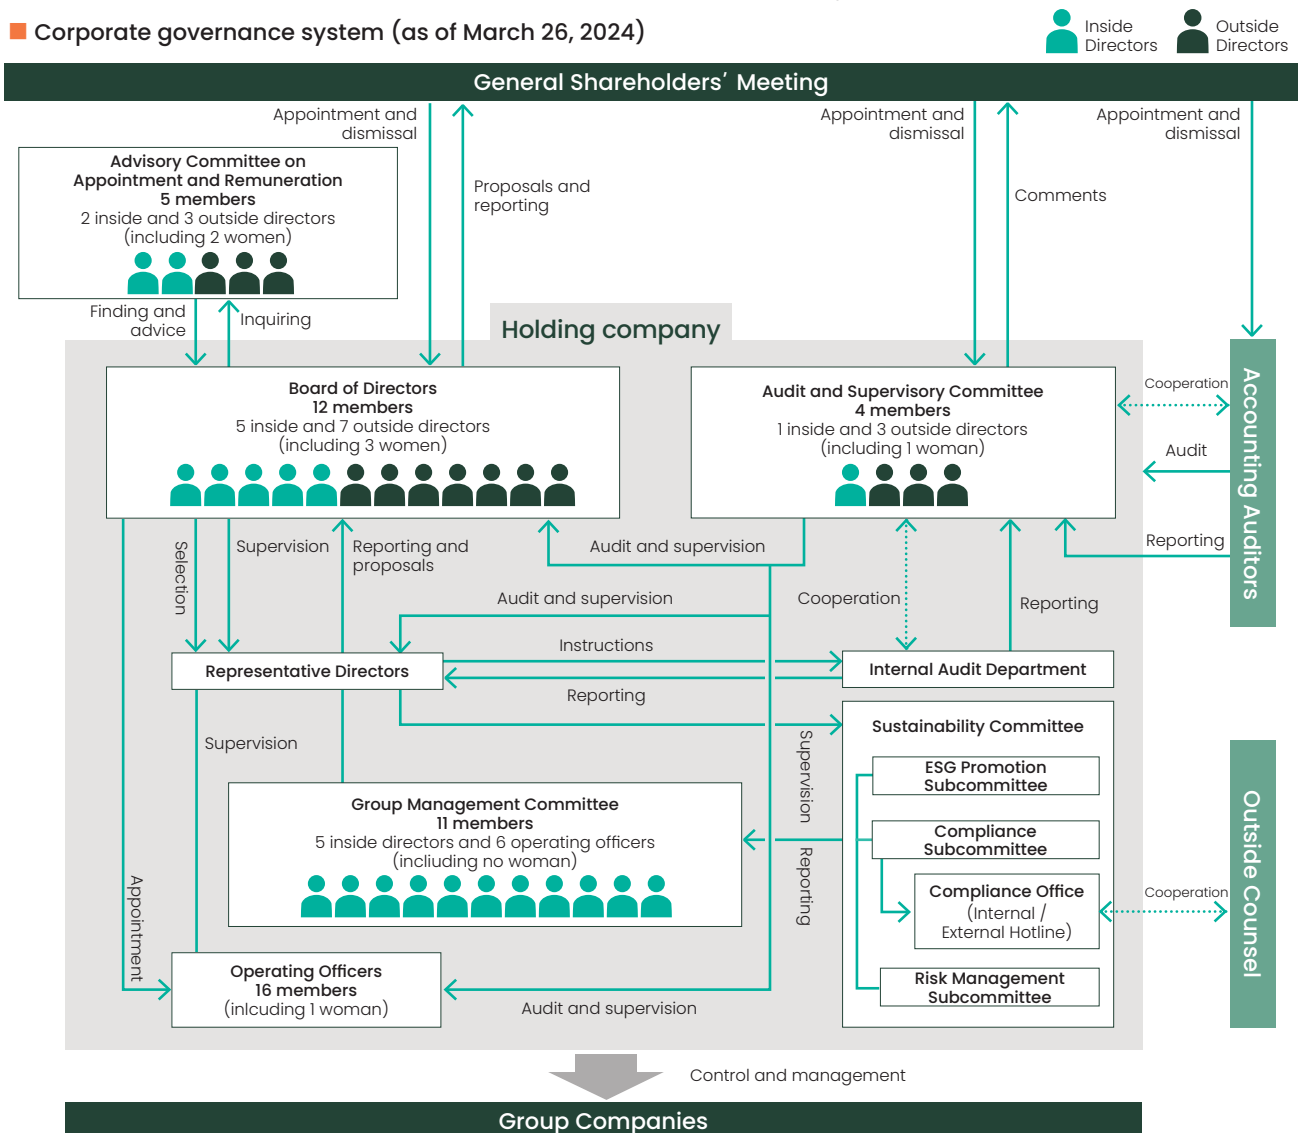 Corporate governance system (as of March 26, 2024)
Inside
Directors
Outside
Directors
General Shareholders' Meeting
Appointment and
dismissal
Proposals and
reporting
Appointment and
dismissal
Comments
Appointment and
dismissal
Advisory Committee on
Appointment and Remuneration
5 members
2 inside and 3 outside directors
(including 2 women)
Finding and
advice
Inquiring
Holding company
Board of Directors
12 members
5 inside and 7 outside directors
(including 3 women)
Audit and Supervisory Committee
4 members
1 inside and 3 outside directors
(including 1 woman)
Cooperation
Audit
Reporting
Accounting Auditors
Selection
Supervision
Reporting and
proposals
Audit and supervision
Audit and supervision
Cooperation
Reporting
Instructions
Representative Directors
Internal Audit Department
Reporting
Supervision
Supervision
Sustainability Committee
ESG Promotion
Subcommittee
Compliance
Subcommittee
Compliance Office
(Internal /
External Hotline)
Risk Management
Subcommittee
Cooperation
Outside Counsel
Group Management Committee
11 members
5 inside directors and 6 operating officers
(incliuding no woman)
Reporting
Appointment
Operating Officers
16 members
(inlcuding 1 woman)
Audit and supervision
Control and management
Group Companies